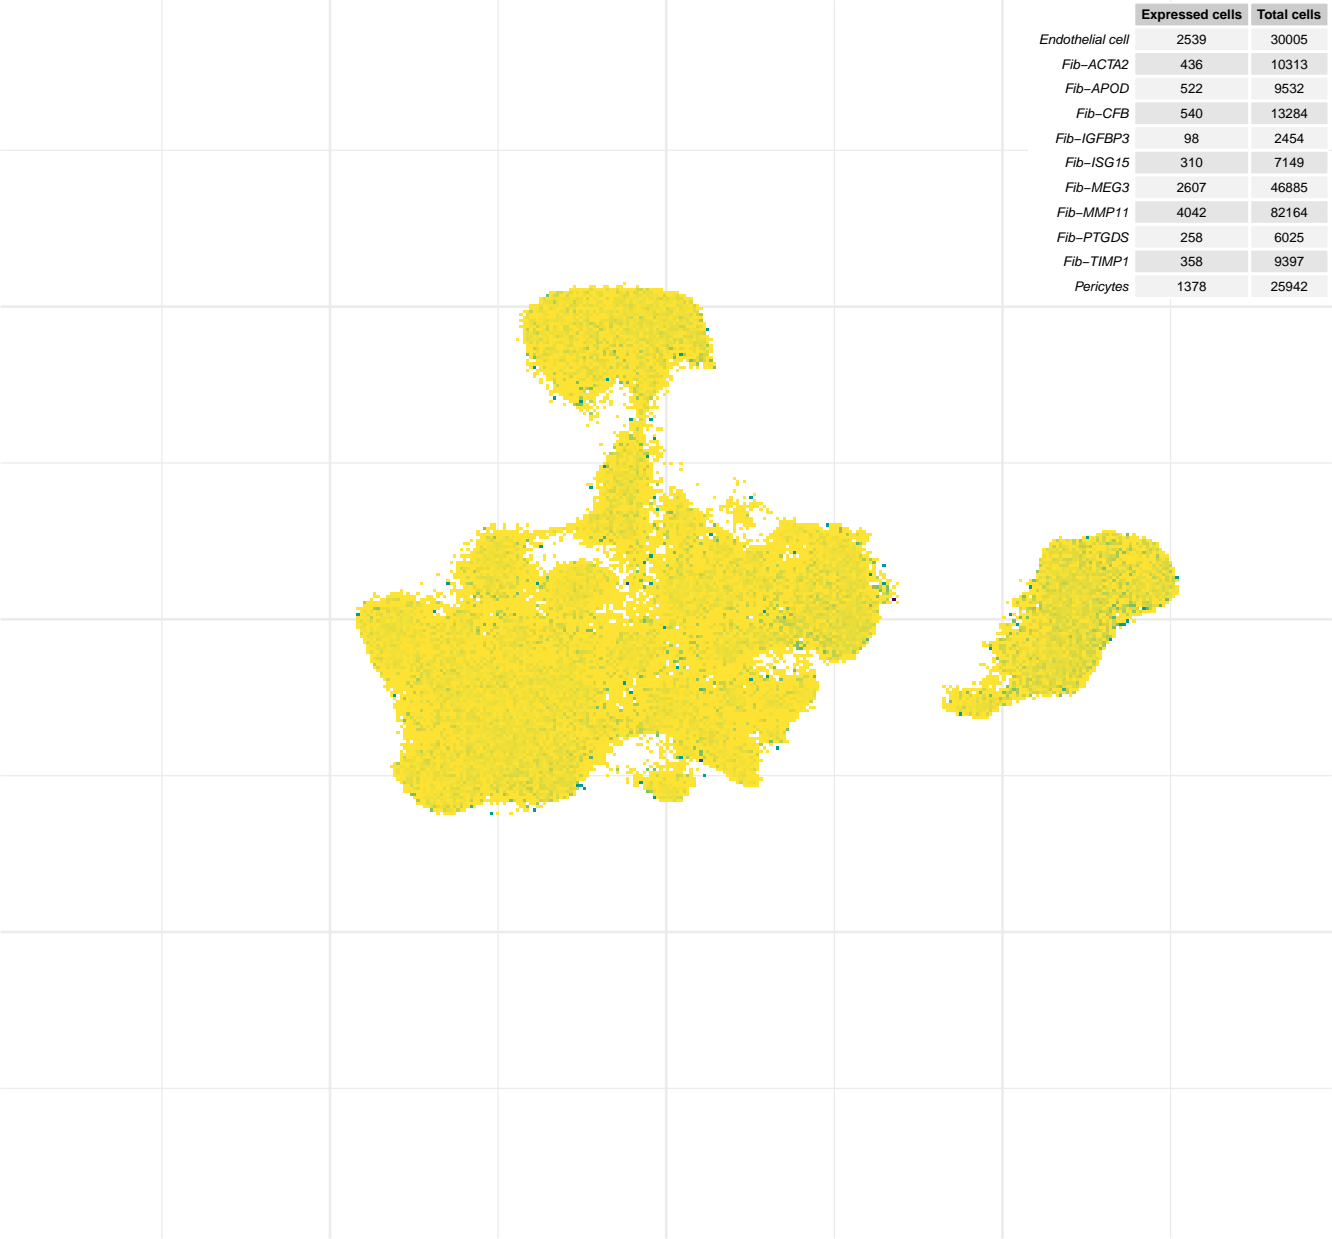 Expressed cells Total cells
Endothelial cell 2539 30005
Fib−ACTA2 436 10313
Fib−APOD 522 9532
Fib−CFB 540 13284
Fib−IGFBP3 98 2454
Fib−ISG15 310 7149
Fib−MEG3 2607 46885
Fib−MMP11 4042 82164
Fib−PTGDS 258 6025
Fib−TIMP1 358 9397
Pericytes 1378 25942